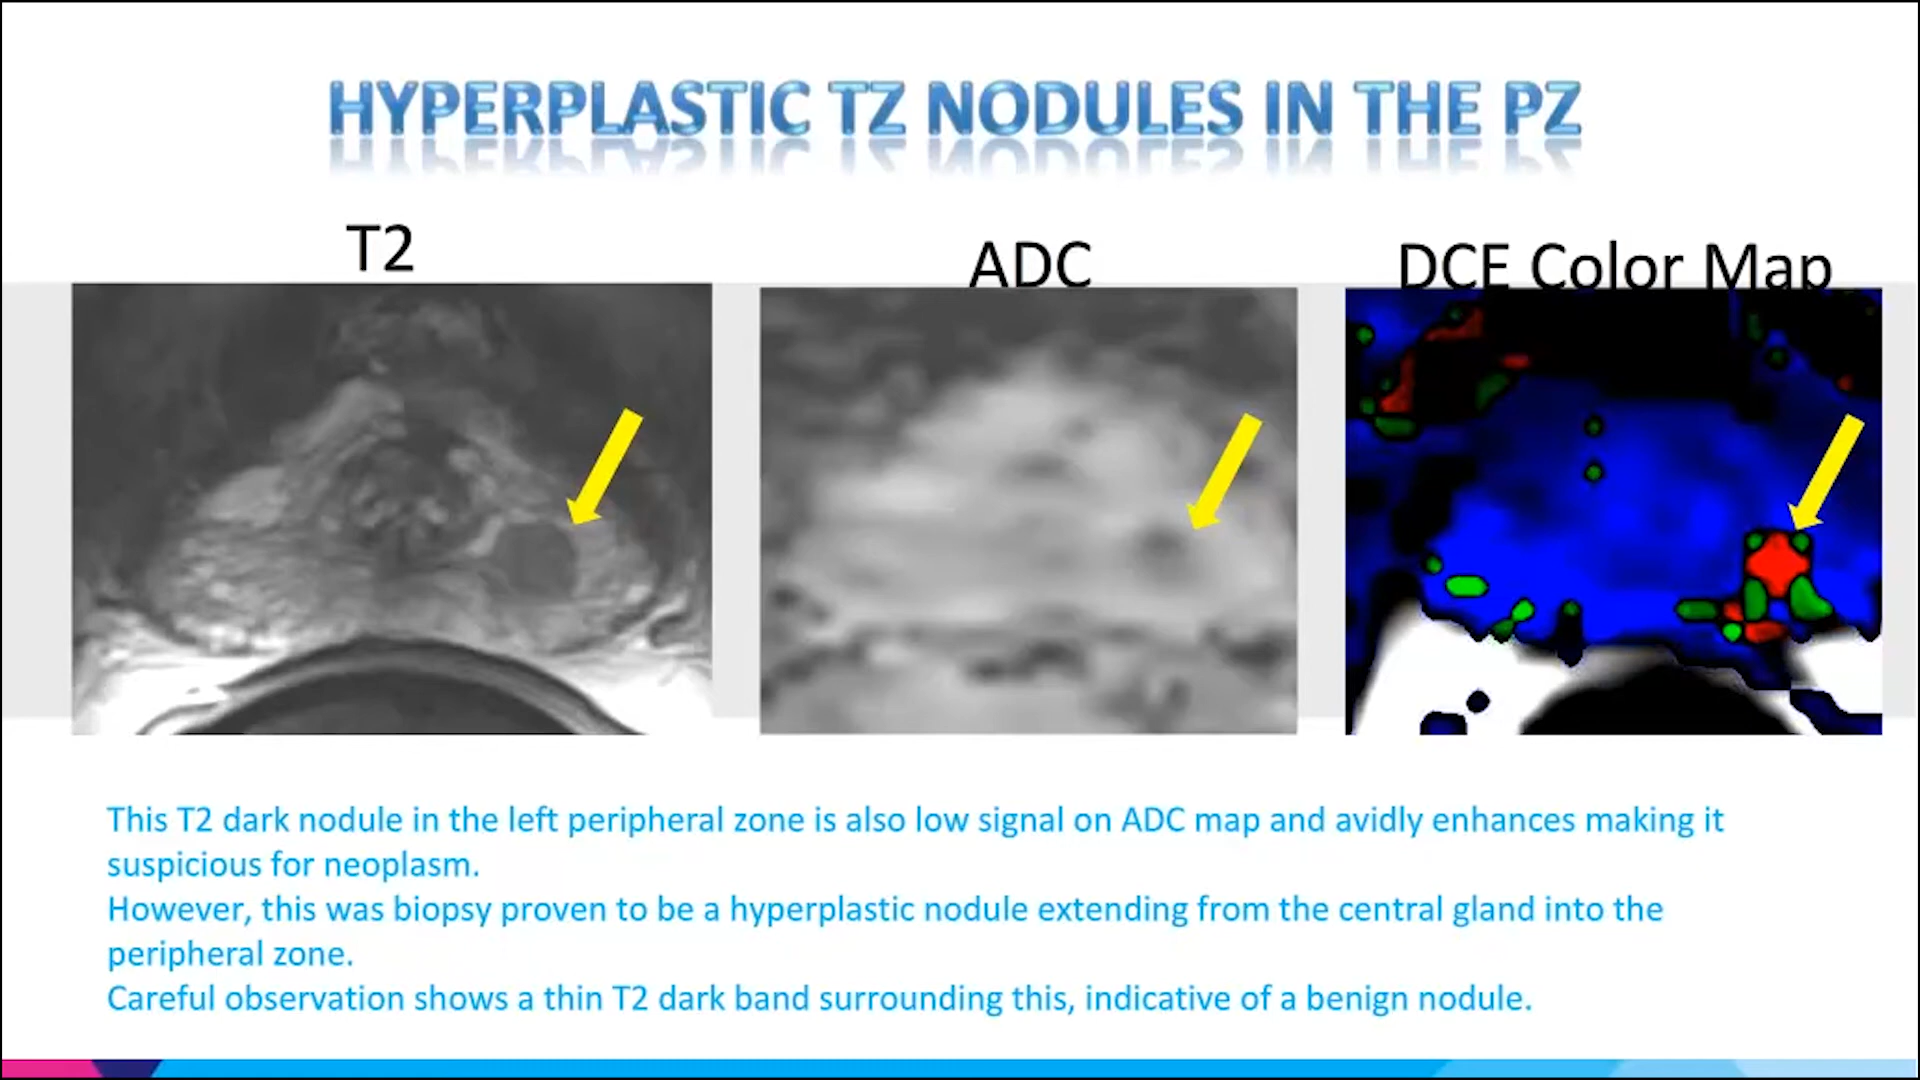 HYPERPLASTIC TZ NODULES IN THE PZ
T2
ADC
DCE Color Map
This T2 dark nodule in the left peripheral zone is also low signal on ADC map and avidly enhances making it
suspicious for neoplasm.
However, this was biopsy proven to be a hyperplastic nodule extending from the central gland into the
peripheral zone.
Careful observation shows a thin T2 dark band surrounding this, indicative of a benign nodule.